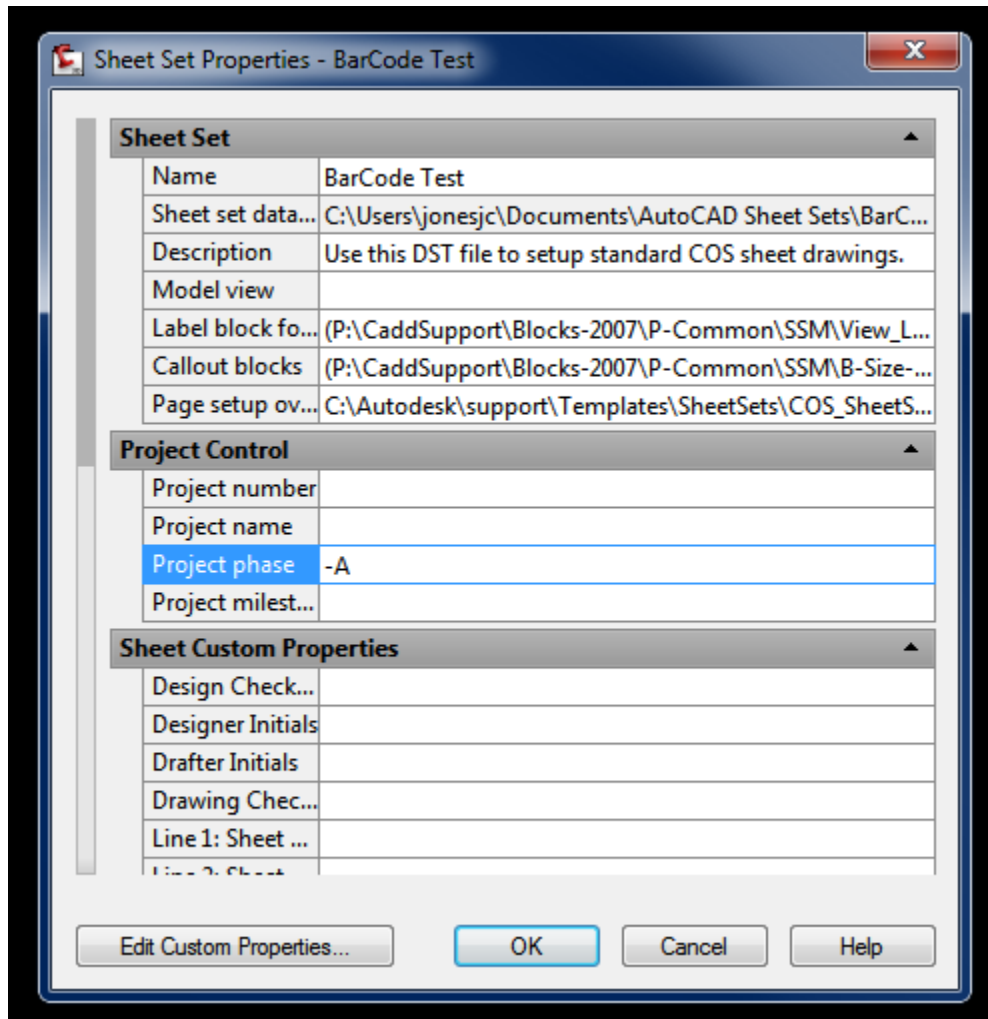 Sheet Set Properties - BarCode Test
Sheet Set
Name BarCode Test
Sheet set data... C:\Users\jonesjc\Documents\AutoCAD Sheet Sets\BarC...
Description Use this DST file to setup standard COS sheet drawings.
Model view
Label block fo... (P:\CaddSupport\Blocks-2007\P-Common\SSM\View_L...
Callout blocks (P:\CaddSupport\Blocks-2007\P-Common\SSM\B-Size-...
Page setup ov... C:\Autodesk\support\Templates\SheetSets\COS_SheetS...
Project Control
Project number
Project name
Project phase -A
Project milest...
Sheet Custom Properties
Design Check...
Designer Initials
Drafter Initials
Drawing Chec...
Line 1: Sheet ...
Edit Custom Properties... OK Cancel Help